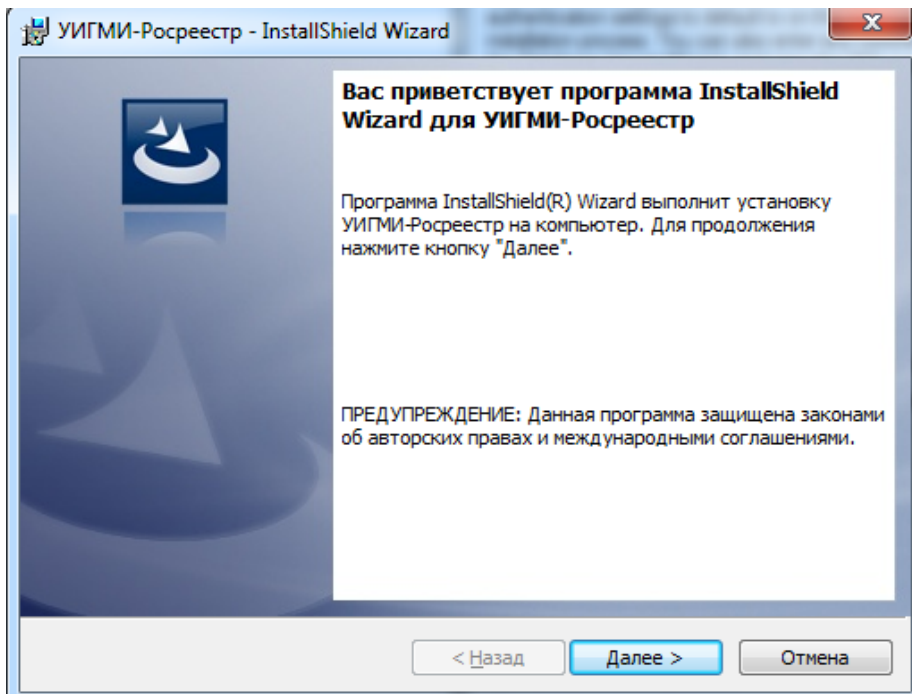 УИГМИ-Росреестр - InstallShield Wizard
Вас приветствует программа InstallShield
Wizard для УИГМИ-Росреестр
Программа InstallShield(R) Wizard выполнит установку
УИГМИ-Росреестр на компьютер. Для продолжения
нажмите кнопку "Далее".
ПРЕДУПРЕЖДЕНИЕ: Данная программа защищена законами
об авторских правах и международными соглашениями.
< Назад
Далее >
Отмена